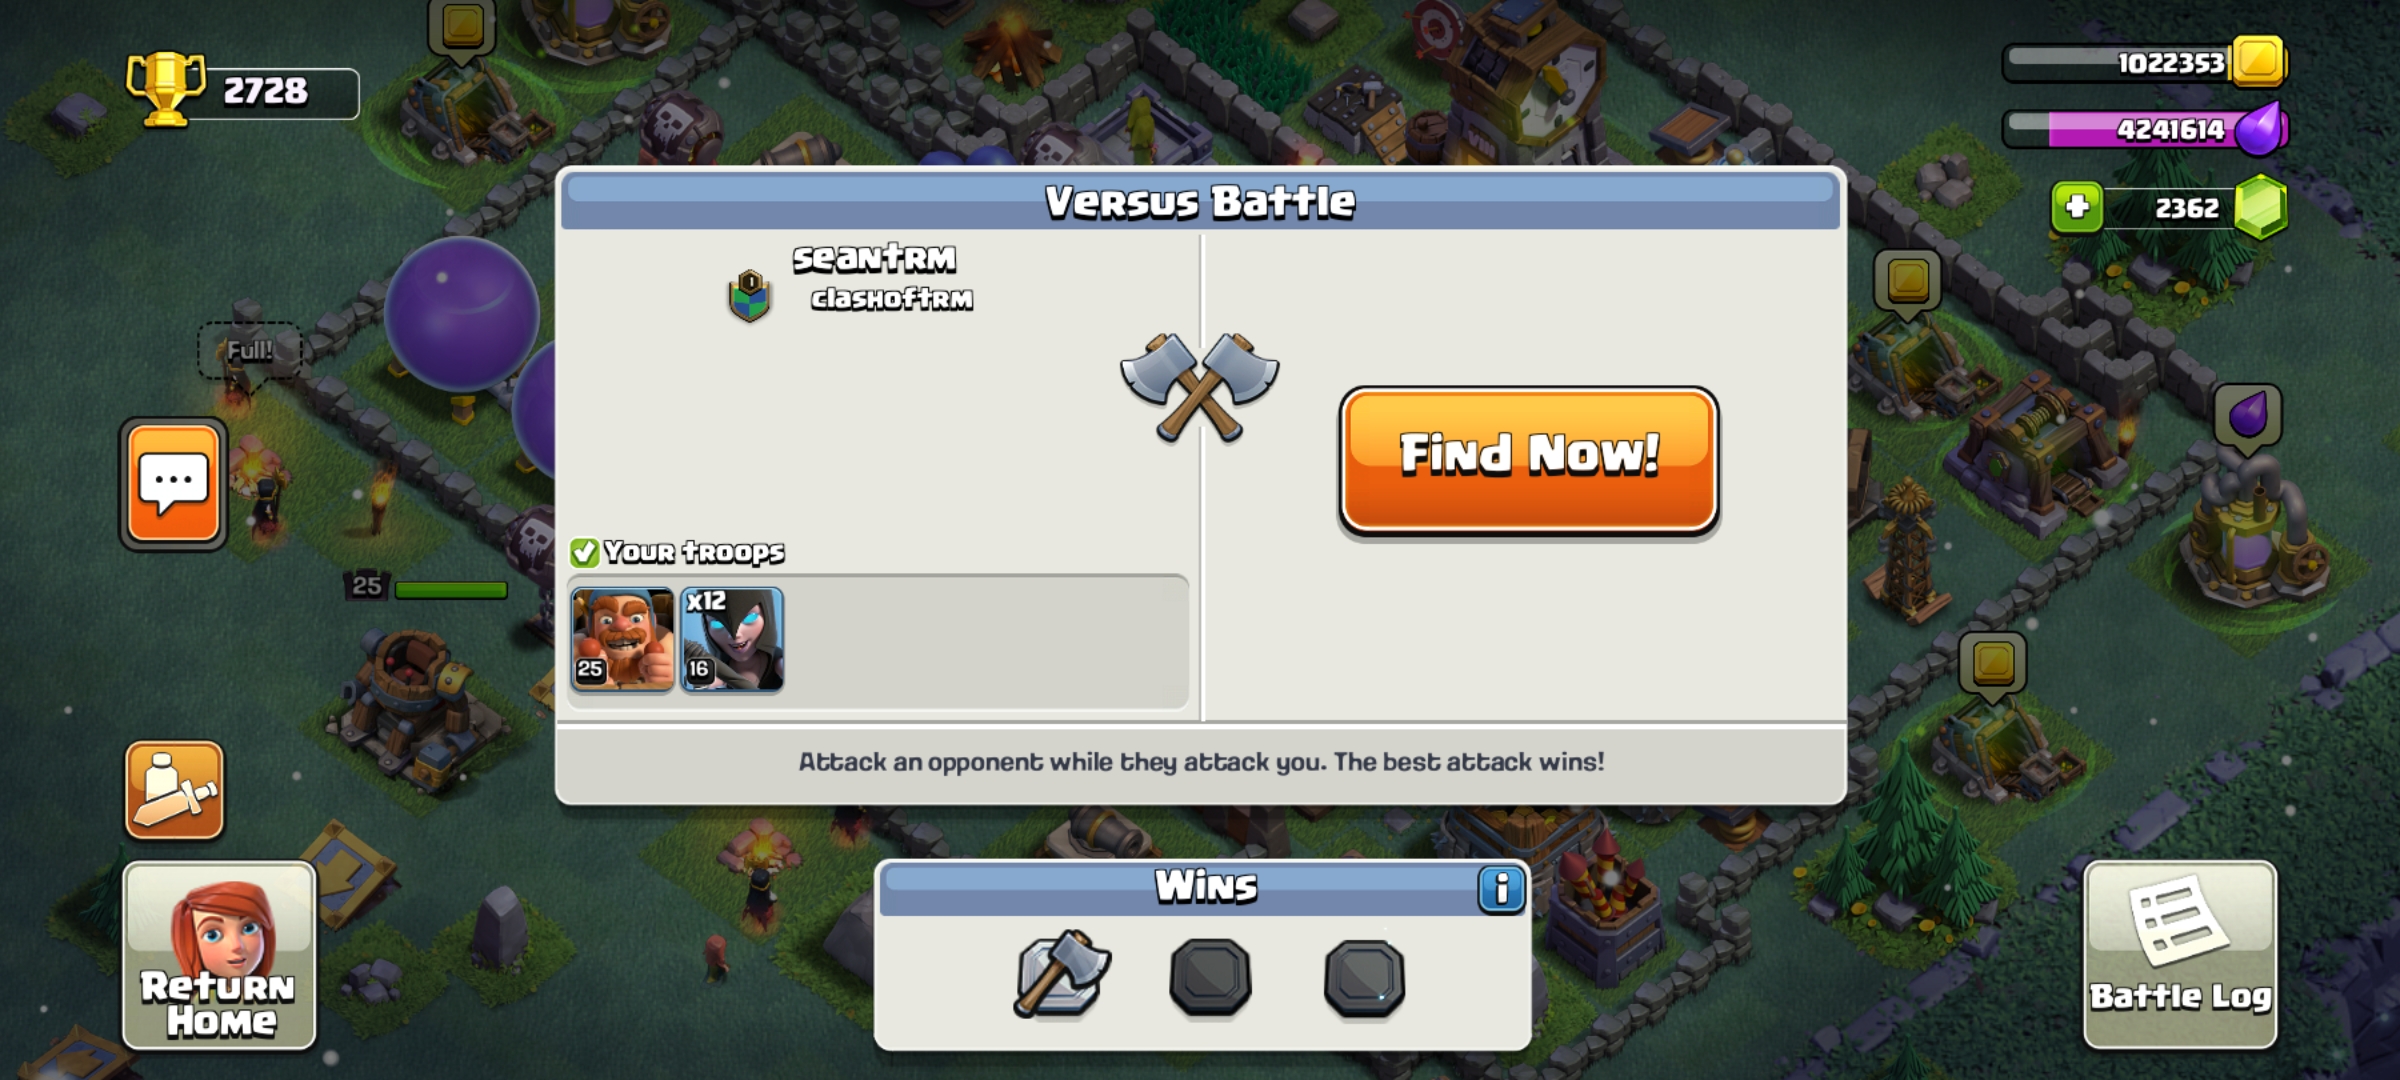 2728
1022353
4241614
2362
Versus Battle
seantrm
1
clashoftrm
Full!
Find Now!
Your troops
25
x12
25
16
Attack an opponent while they attack you. The best attack wins!
Wins
i
Return
Home
Battle Log